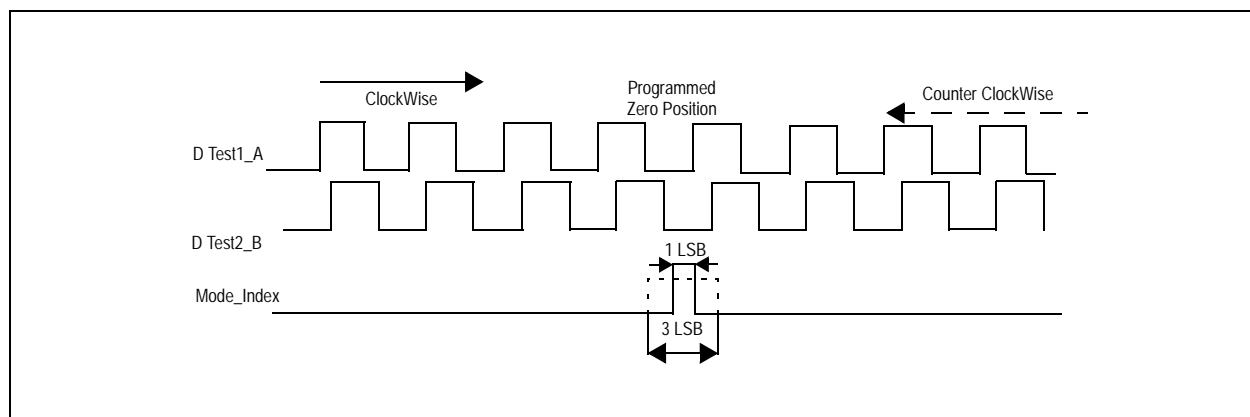 Programmed
Zero Position
ClockWise
Counter ClockWise
D Test1_A
D Test2_B
1 LSB
Mode_Index
3 LSB